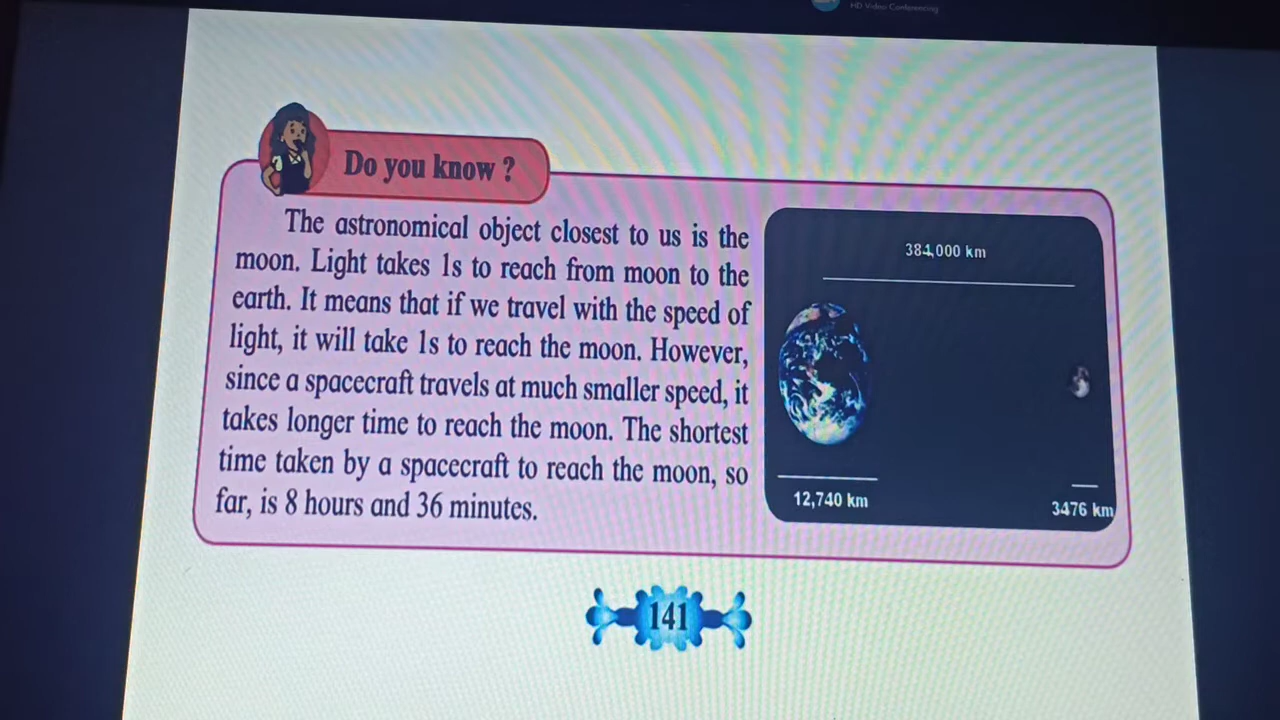 HD Video Conferencing
Do you know ?
The astronomical object closest to us is the
moon. Light takes 1s to reach from moon to the
earth. It means that if we travel with the speed of
light, it will take 1s to reach the moon. However,
since a spacecraft travels at much smaller speed, it
takes longer time to reach the moon. The shortest
time taken by a spacecraft to reach the moon, so
far, is 8 hours and 36 minutes.
384,000 km
12,740 km
3476 km
141